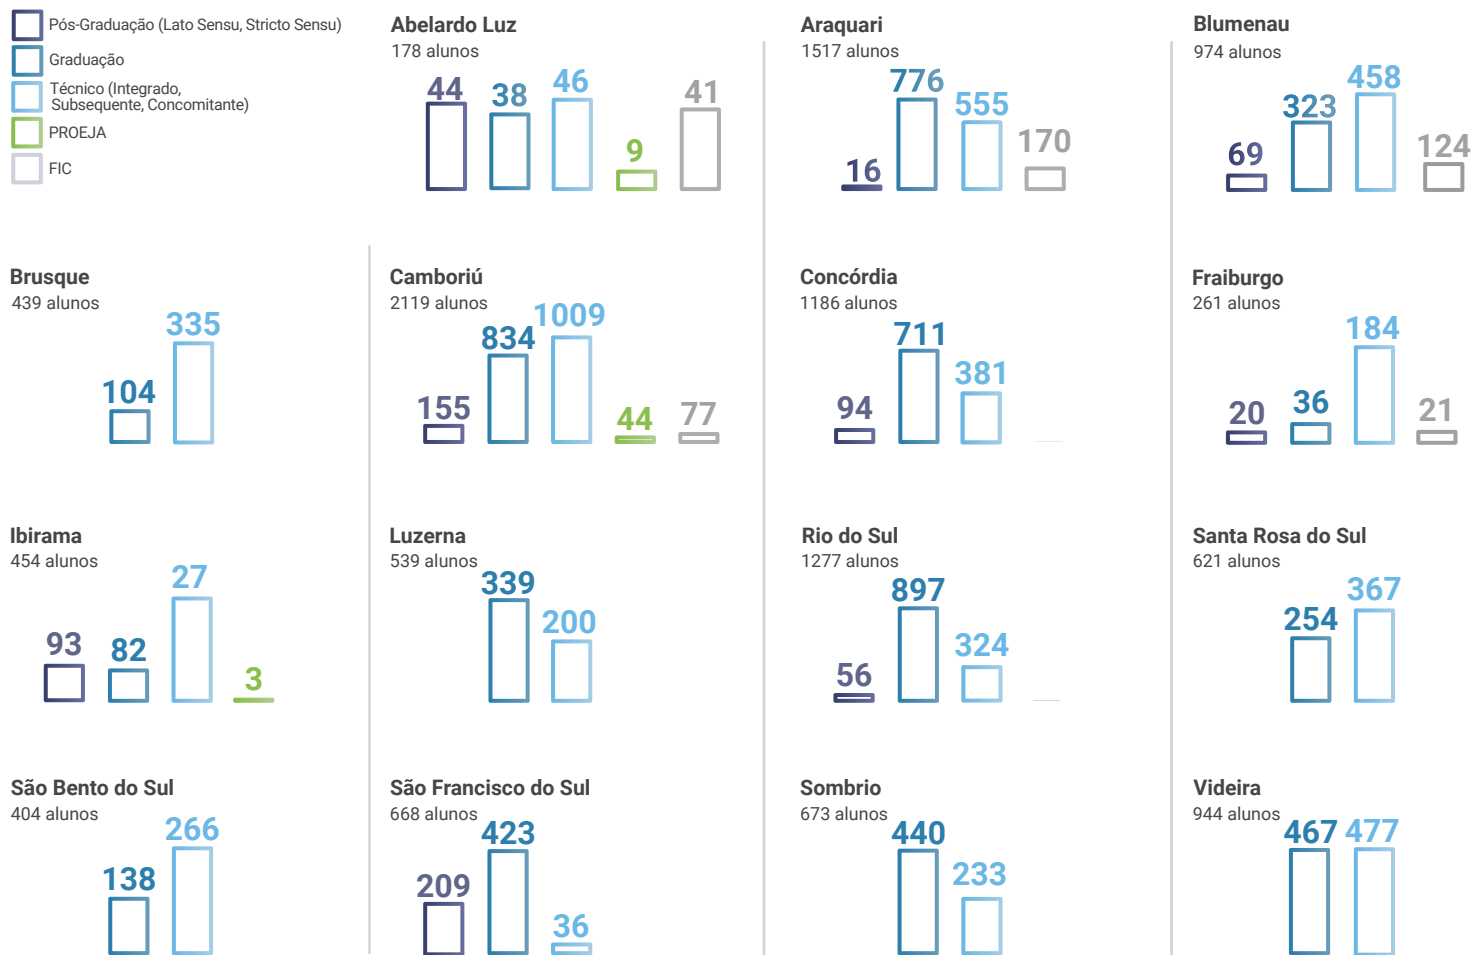 Pós-Graduação (Lato Sensu, Stricto Sensu)
Graduação
Técnico (Integrado,
Subsequente, Concomitante)
PROEJA
FIC
Abelardo Luz
178 alunos
44
38
46
9
41
Araquari
1517 alunos
16
776
555
170
Blumenau
974 alunos
69
323
458
124
Brusque
439 alunos
104
335
Camboriú
2119 alunos
155
834
1009
44
77
Concórdia
1186 alunos
94
711
381
Fraiburgo
261 alunos
20
36
184
21
Ibirama
454 alunos
93
82
27
3
Luzerna
539 alunos
339
200
Rio do Sul
1277 alunos
56
897
324
Santa Rosa do Sul
621 alunos
254
367
São Bento do Sul
404 alunos
138
266
São Francisco do Sul
668 alunos
209
423
36
Sombrio
673 alunos
440
233
Videira
944 alunos
467
477